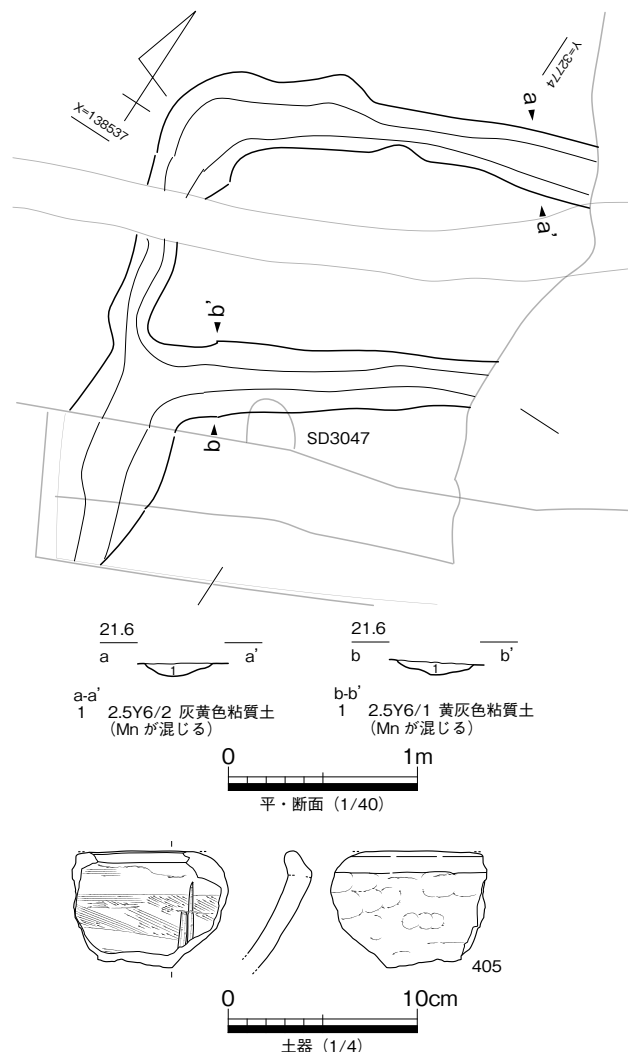 Y=32774
X=138537
a
a'
b'
b
SD3047
21.6
a a'
21.6
b b'
1
1
a-a'
1 2.5Y6/2 灰黄色粘質土
(Mn が混じる)
b-b'
1 2.5Y6/1 黄灰色粘質土
(Mn が混じる)
0 1m
平・断面（1/40）
405
0 10cm
土器（1/4）